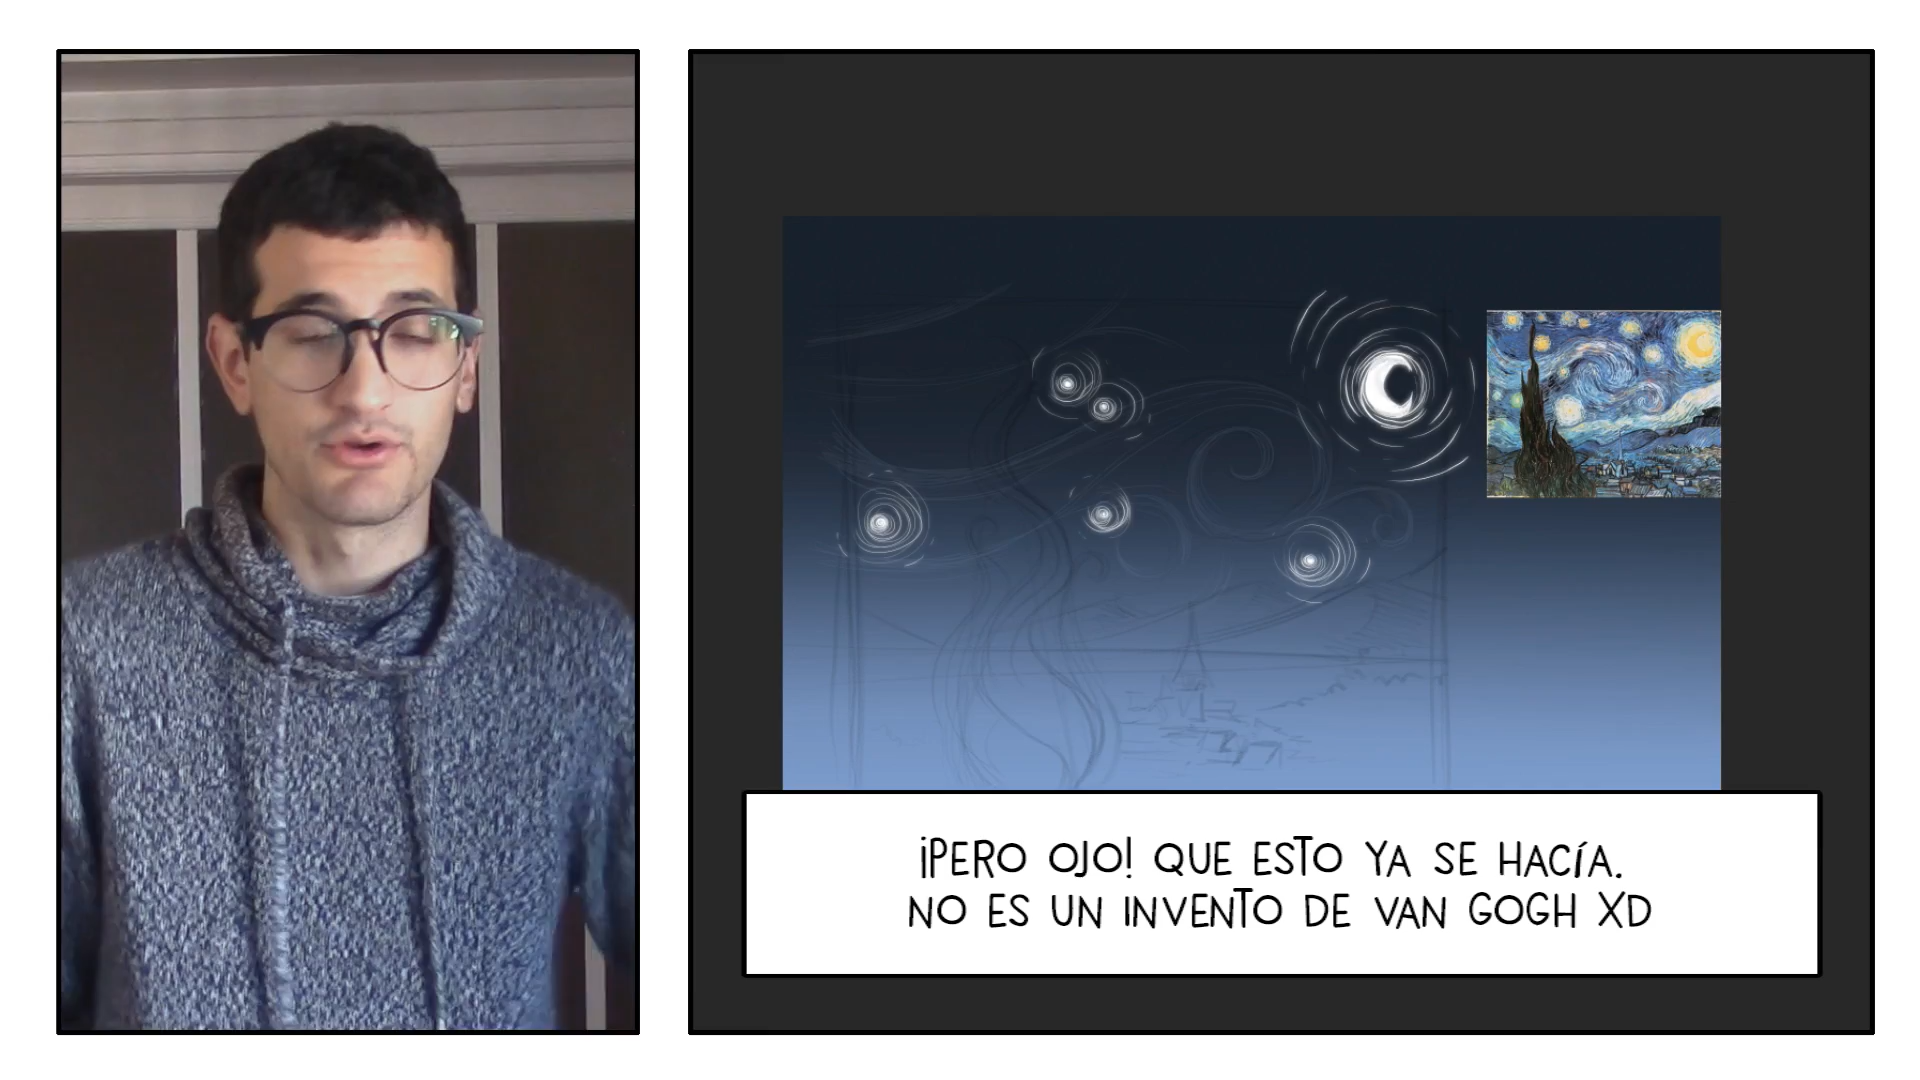 ¡PERO OJO! QUE ESTO YA SE HACÍA.
NO ES UN INVENTO DE VAN GOGH XD